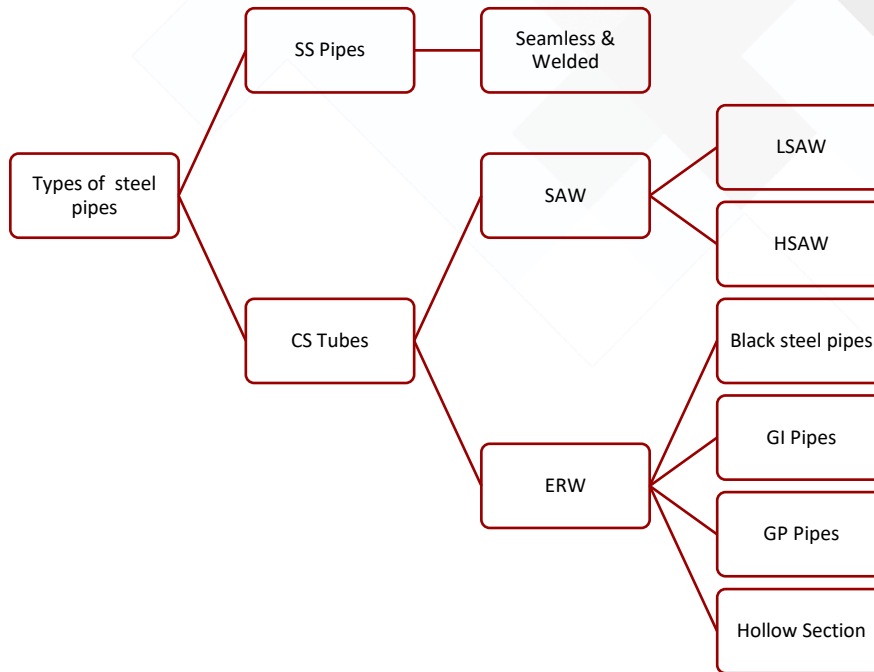 SS Pipes
Seamless &
Welded
Types of steel
pipes
SAW
LSAW
HSAW
CS Tubes
Black steel pipes
GI Pipes
ERW
GP Pipes
Hollow Section